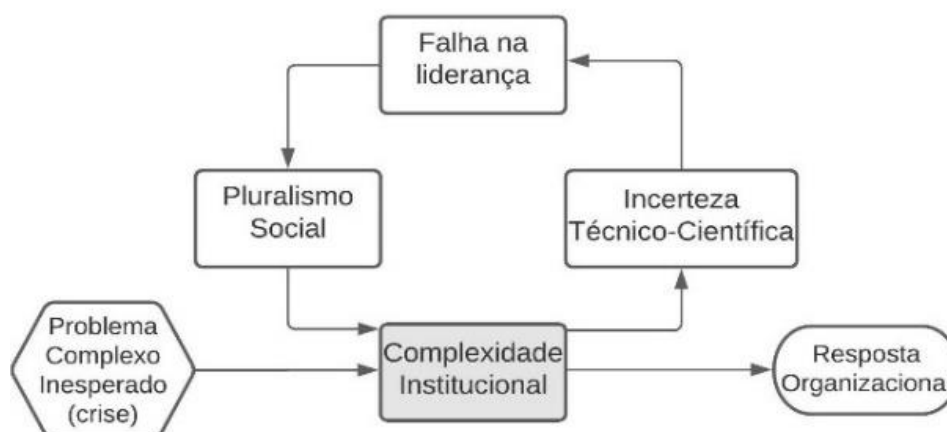 Falha na
liderança
Pluralismo
Social
Incerteza
Técnico-Científica
Problema
Complexo
Inesperado
(crise)
Complexidade
Institucional
Resposta
Organizaciona